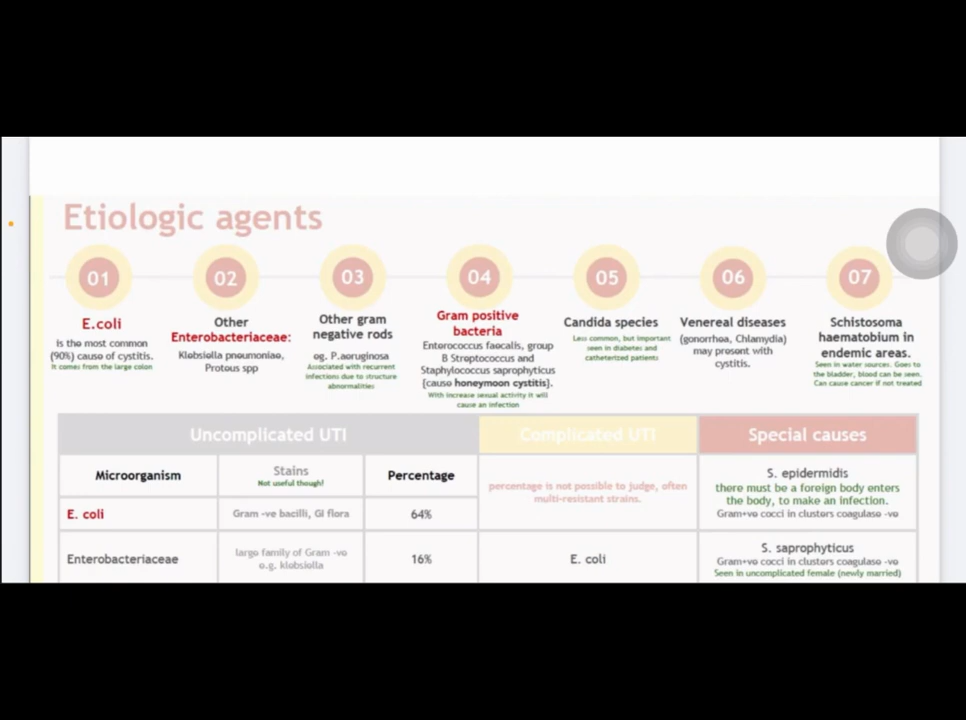 Etiologic agents
01
02
03
04
05
06
07
E.coli
is the most common
(90%) cause of cystitis.
It comes from the large colon
Other
Enterobacteriaceae:
Klebsiella pneumoniae,
Proteus spp
Other gram
negative rods
eg. P.aeruginosa
Associated with recurrent
infections due to structure
abnormalities
Gram positive
bacteria
Enterococcus faecalis, group
B Streptococcus and
Staphylococcus saprophyticus
{cause honeymoon cystitis}.
With increase sexual activity it will
cause an infection
Candida species
Less common, but important
seen in diabetes and
catheterized patients
Venereal diseases
(gonorrhea, Chlamydia)
may present with
cystitis.
Schistosoma
haematobium in
endemic areas.
Seen in water sources. Goes to
the bladder, blood can be seen.
Can cause cancer if not treated
Uncomplicated UTI
Complicated UTI
Special causes
Microorganism
Stains
Not useful though!
Percentage
percentage is not possible to judge, often
multi-resistant strains.
S. epidermidis
there must be a foreign body enters
the body, to make an infection.
Gram+ve cocci in clusters coagulase -ve
E. coli
Gram -ve bacilli, GI flora
64%
Enterobacteriaceae
large family of Gram -ve
e.g. klebsiella
16%
E. coli
S. saprophyticus
Gram+ve cocci in clusters coagulase -ve
Seen in uncomplicated female (newly married)